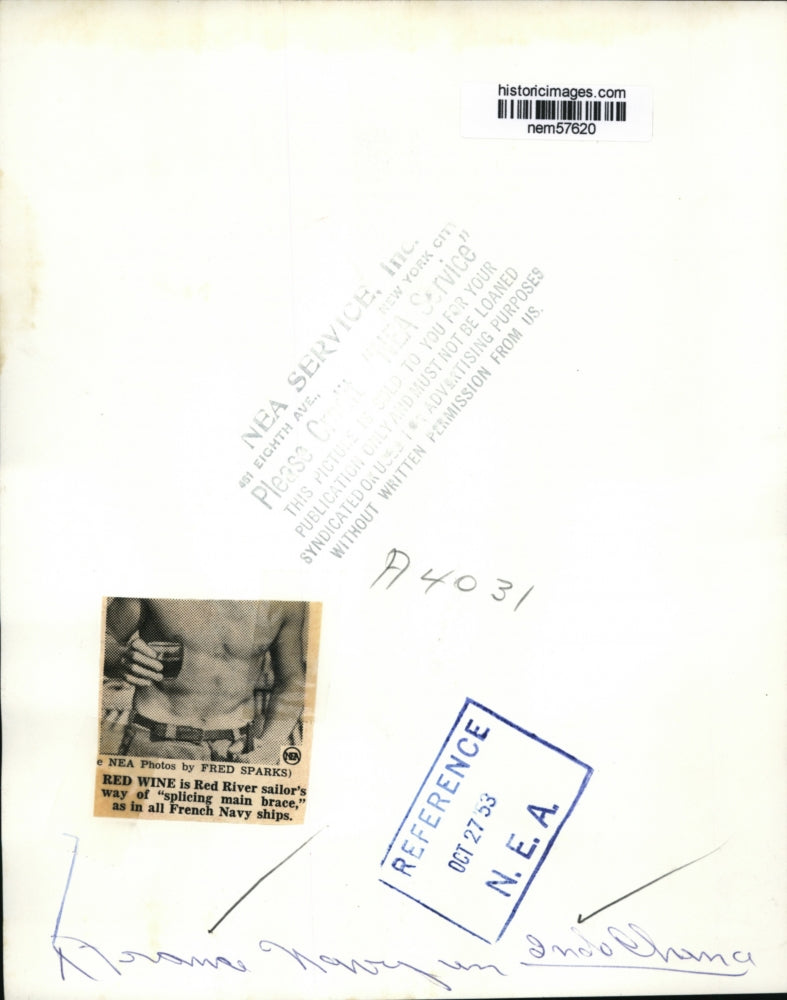 historicimages.com
nem57620
NEA SERVICE, Inc.
461 EIGHTH AVE., NEW YORK CITY
Please Credit "NEA Service"
THIS PICTURE IS SOLD TO YOU FOR YOUR
PUBLICATION ONLY AND MUST NOT BE LOANED
SYNDICATED OR USED FOR ADVERTISING PURPOSES
WITHOUT WRITTEN PERMISSION FROM US.
A4031
NEA
e NEA Photos by FRED SPARKS)
RED WINE is Red River sailor's
way of "splicing main brace,"
as in all French Navy ships.
REFERENCE
OCT 27 '53
N. E. A.
France Navy in Indo China